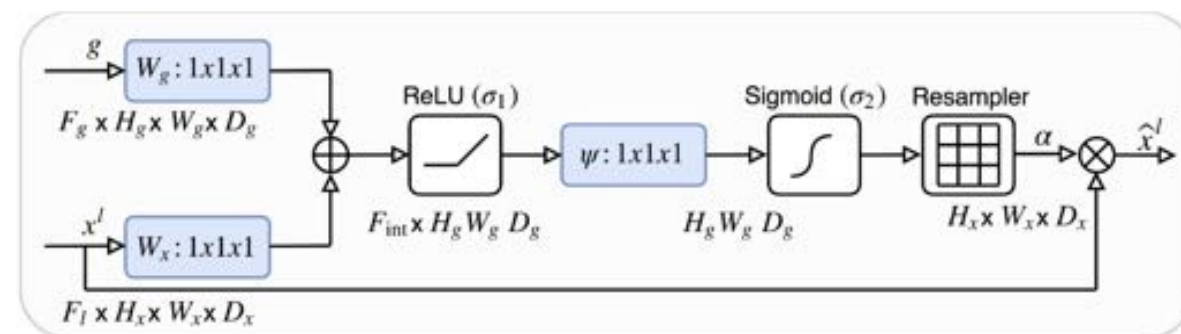 g
W_g : 1x1x1
F_g x H_g x W_g x D_g
x^l
W_x : 1x1x1
F_l x H_x x W_x x D_x
ReLU (σ_1)
F_int x H_g W_g D_g
ψ : 1x1x1
Sigmoid (σ_2)
H_g W_g D_g
Resampler
α
H_x x W_x x D_x
x̂^l